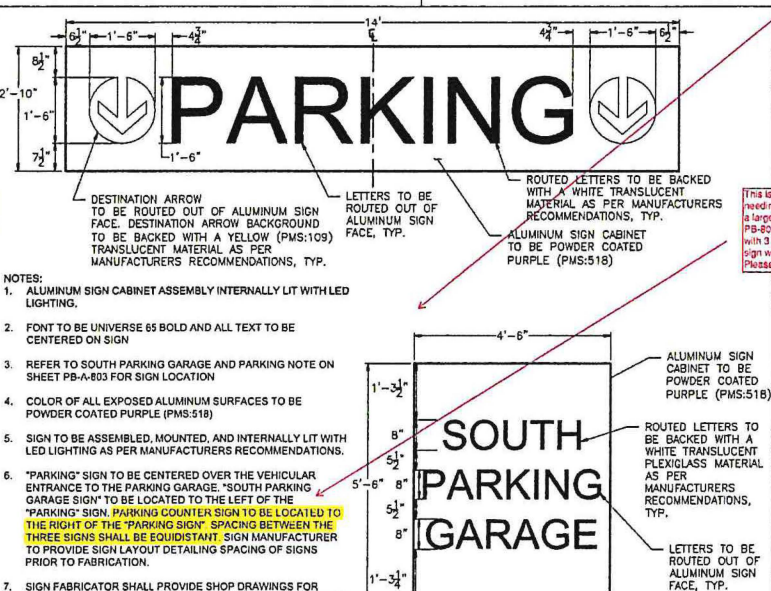 14'
6½" 1'-6" 4¾" ℄ 4¾" 1'-6" 6½"
8½"
2'-10"
1'-6"
7½"
PARKING
1'-6"
DESTINATION ARROW
TO BE ROUTED OUT OF ALUMINUM SIGN
FACE. DESTINATION ARROW BACKGROUND
TO BE BACKED WITH A YELLOW (PMS:109)
TRANSLUCENT MATERIAL AS PER
MANUFACTURERS RECOMMENDATIONS, TYP.
LETTERS TO BE
ROUTED OUT OF
ALUMINUM SIGN
FACE, TYP.
ROUTED LETTERS TO BE BACKED
WITH A WHITE TRANSLUCENT
MATERIAL AS PER MANUFACTURERS
RECOMMENDATIONS, TYP.
ALUMINUM SIGN CABINET
TO BE POWDER COATED
PURPLE (PMS:518)
This is
needin
a large
PB-80
with 3
sign w
Please
NOTES:
1. ALUMINUM SIGN CABINET ASSEMBLY INTERNALLY LIT WITH LED
LIGHTING.
2. FONT TO BE UNIVERSE 65 BOLD AND ALL TEXT TO BE
CENTERED ON SIGN
3. REFER TO SOUTH PARKING GARAGE AND PARKING NOTE ON
SHEET PB-A-803 FOR SIGN LOCATION
4. COLOR OF ALL EXPOSED ALUMINUM SURFACES TO BE
POWDER COATED PURPLE (PMS:518)
5. SIGN TO BE ASSEMBLED, MOUNTED, AND INTERNALLY LIT WITH
LED LIGHTING AS PER MANUFACTURERS RECOMMENDATIONS.
6. "PARKING" SIGN TO BE CENTERED OVER THE VEHICULAR
ENTRANCE TO THE PARKING GARAGE. "SOUTH PARKING
GARAGE SIGN" TO BE LOCATED TO THE LEFT OF THE
"PARKING" SIGN. PARKING COUNTER SIGN TO BE LOCATED TO
THE RIGHT OF THE "PARKING SIGN". SPACING BETWEEN THE
THREE SIGNS SHALL BE EQUIDISTANT. SIGN MANUFACTURER
TO PROVIDE SIGN LAYOUT DETAILING SPACING OF SIGNS
PRIOR TO FABRICATION.
7. SIGN FABRICATOR SHALL PROVIDE SHOP DRAWINGS FOR
4'-6"
1'-3½"
8"
5½"
5'-6" 8"
5½"
8"
1'-3¾"
SOUTH
PARKING
GARAGE
ALUMINUM SIGN
CABINET TO BE
POWDER COATED
PURPLE (PMS:518)
ROUTED LETTERS TO
BE BACKED WITH A
WHITE TRANSLUCENT
PLEXIGLASS MATERIAL
AS PER
MANUFACTURERS
RECOMMENDATIONS,
TYP.
LETTERS TO BE
ROUTED OUT OF
ALUMINUM SIGN
FACE, TYP.